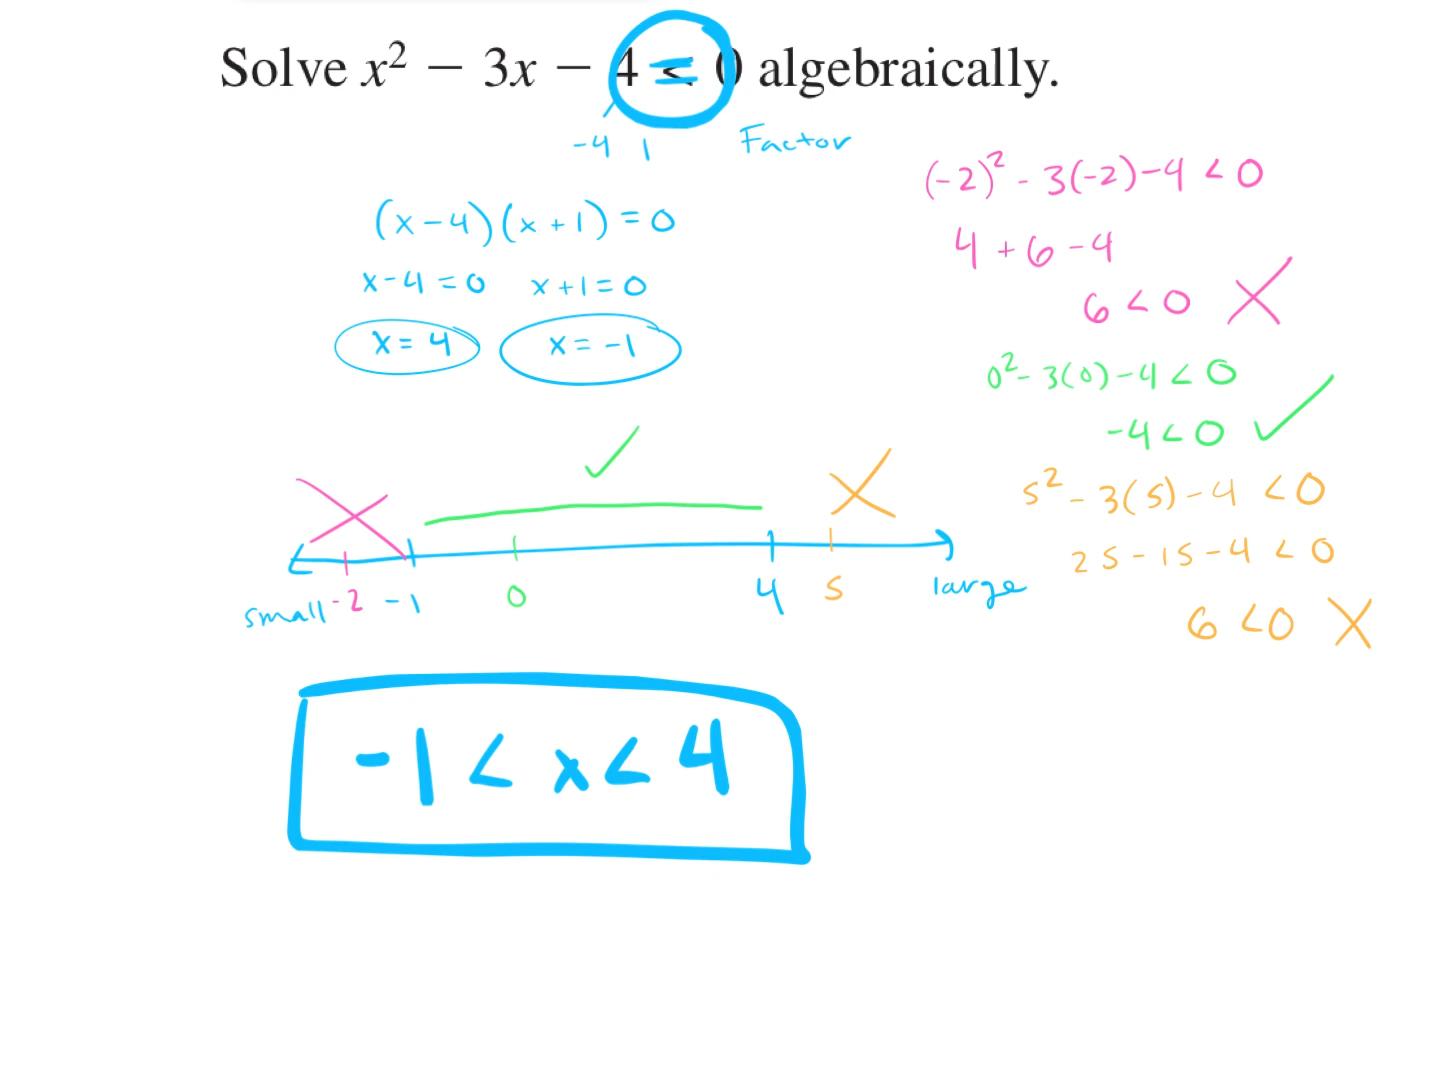 Solve x² − 3x − 4 < 0 algebraically.
=
-4 1
Factor
(x-4)(x+1)=0
x-4=0 x+1=0
x=4 x=-1
(-2)²-3(-2)-4<0
4+6-4
6<0
0²-3(0)-4<0
-4<0
5²-3(5)-4<0
25-15-4<0
6<0
small -2 -1 0 4 5 large
-1<x<4